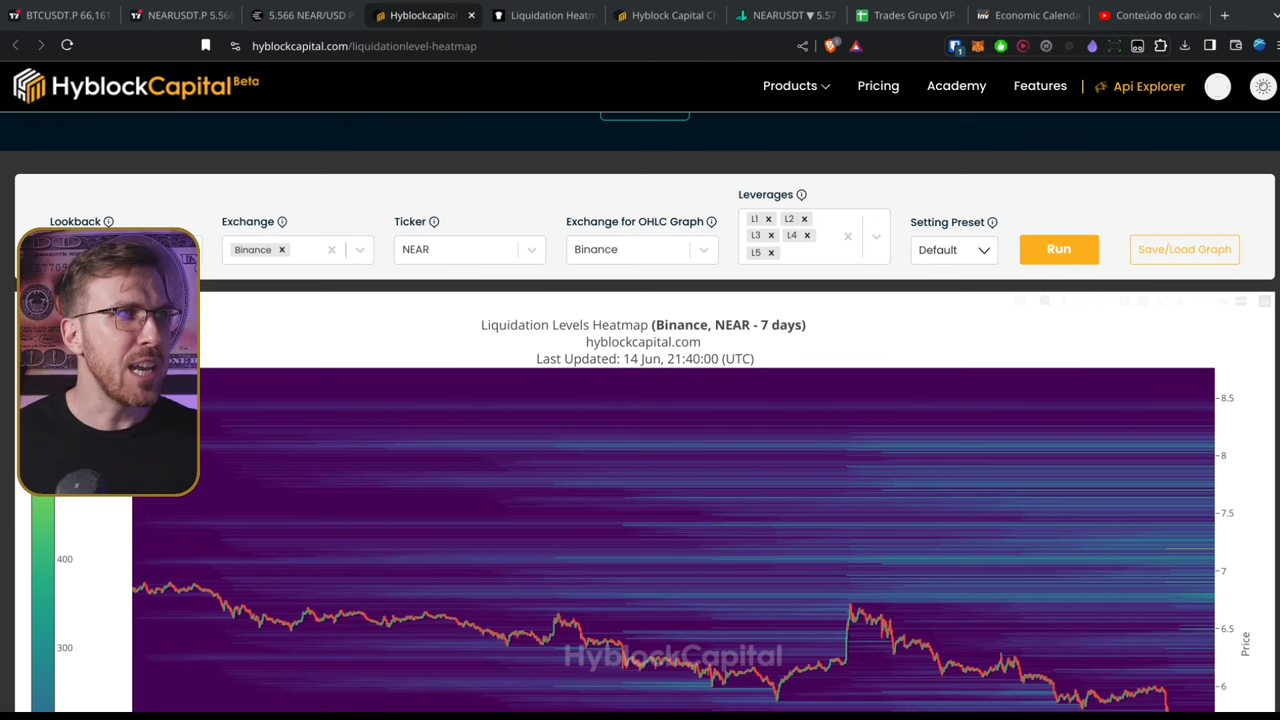 BTCUSDT.P 66,161
NEARUSDT.P 5.568
5.566 NEAR/USD P
Hyblockcapital
Liquidation Heatm
Hyblock Capital Ch
NEARUSDT ▼ 5.57
Trades Grupo VIP -
Economic Calenda
Conteúdo do cana
hyblockcapital.com/liquidationlevel-heatmap
HyblockCapital Beta
Products
Pricing
Academy
Features
Api Explorer
Lookback
Exchange
Ticker
Exchange for OHLC Graph
Leverages
Setting Preset
Binance
NEAR
Binance
L1
L2
L3
L4
L5
Default
Run
Save/Load Graph
Liquidation Levels Heatmap (Binance, NEAR - 7 days)
hyblockcapital.com
Last Updated: 14 Jun, 21:40:00 (UTC)
8.5
8
7.5
7
6.5
6
Price
400
300
HyblockCapital